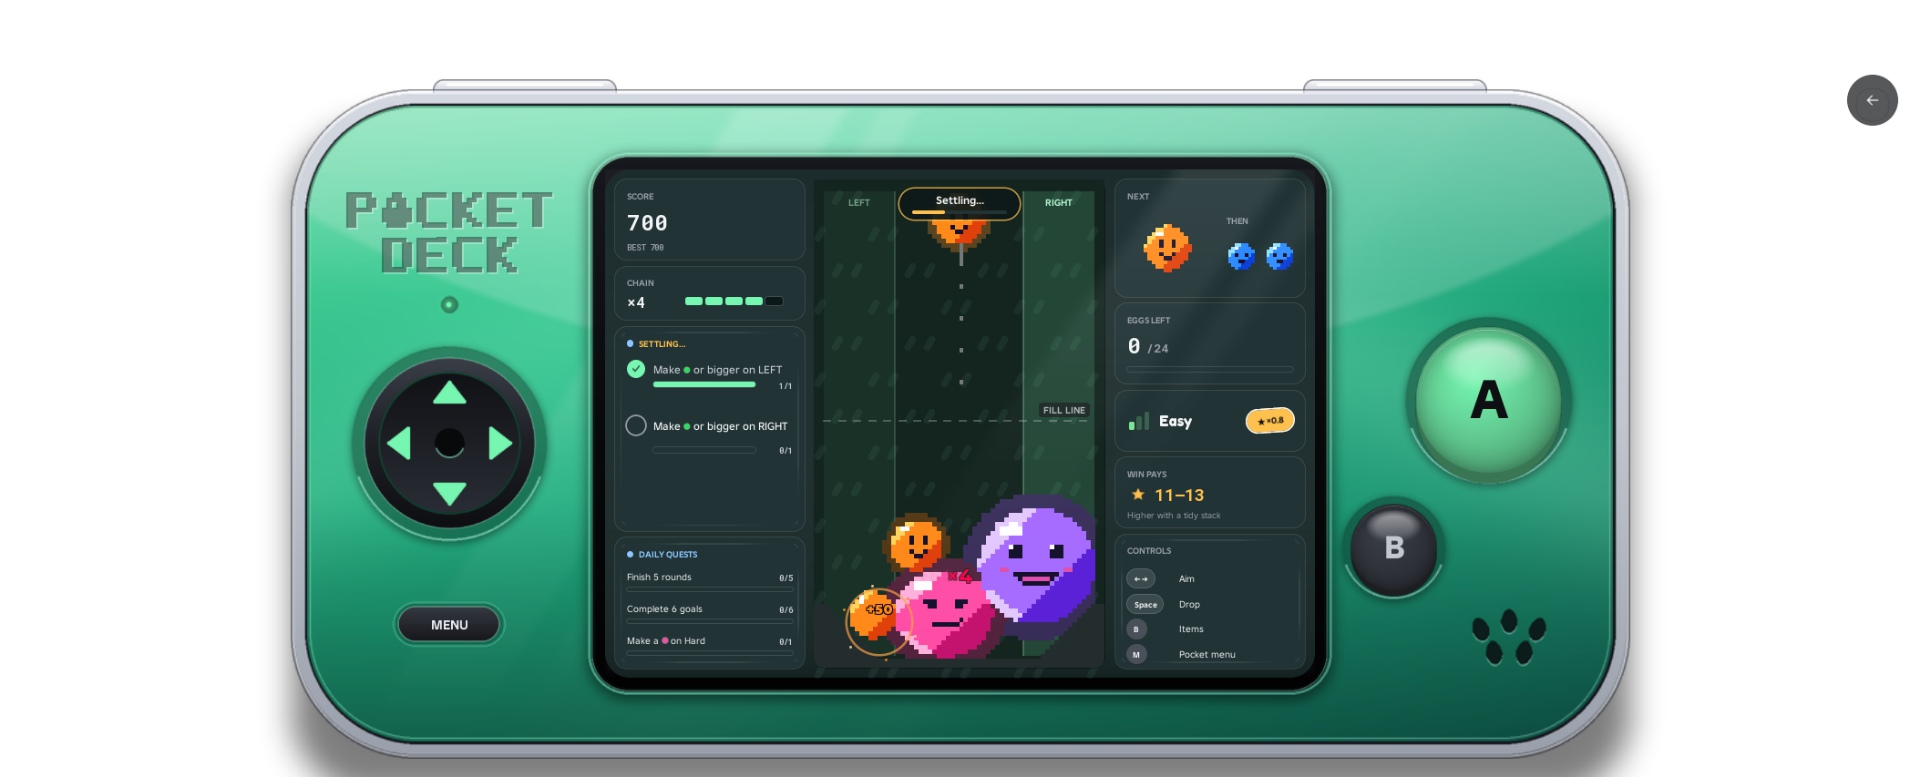 POCKET
DECK
MENU
SCORE
700
BEST 700
CHAIN
×4
SETTLING...
Make or bigger on LEFT
1/1
Make or bigger on RIGHT
0/1
DAILY QUESTS
Finish 5 rounds
0/5
Complete 6 goals
0/6
Make a on Hard
0/1
LEFT
Settling...
RIGHT
FILL LINE
×4
+50
NEXT
THEN
EGGS LEFT
0 /24
Easy
★×0.8
WIN PAYS
★ 11–13
Higher with a tidy stack
CONTROLS
←→ Aim
Space Drop
B Items
M Pocket menu
A
B